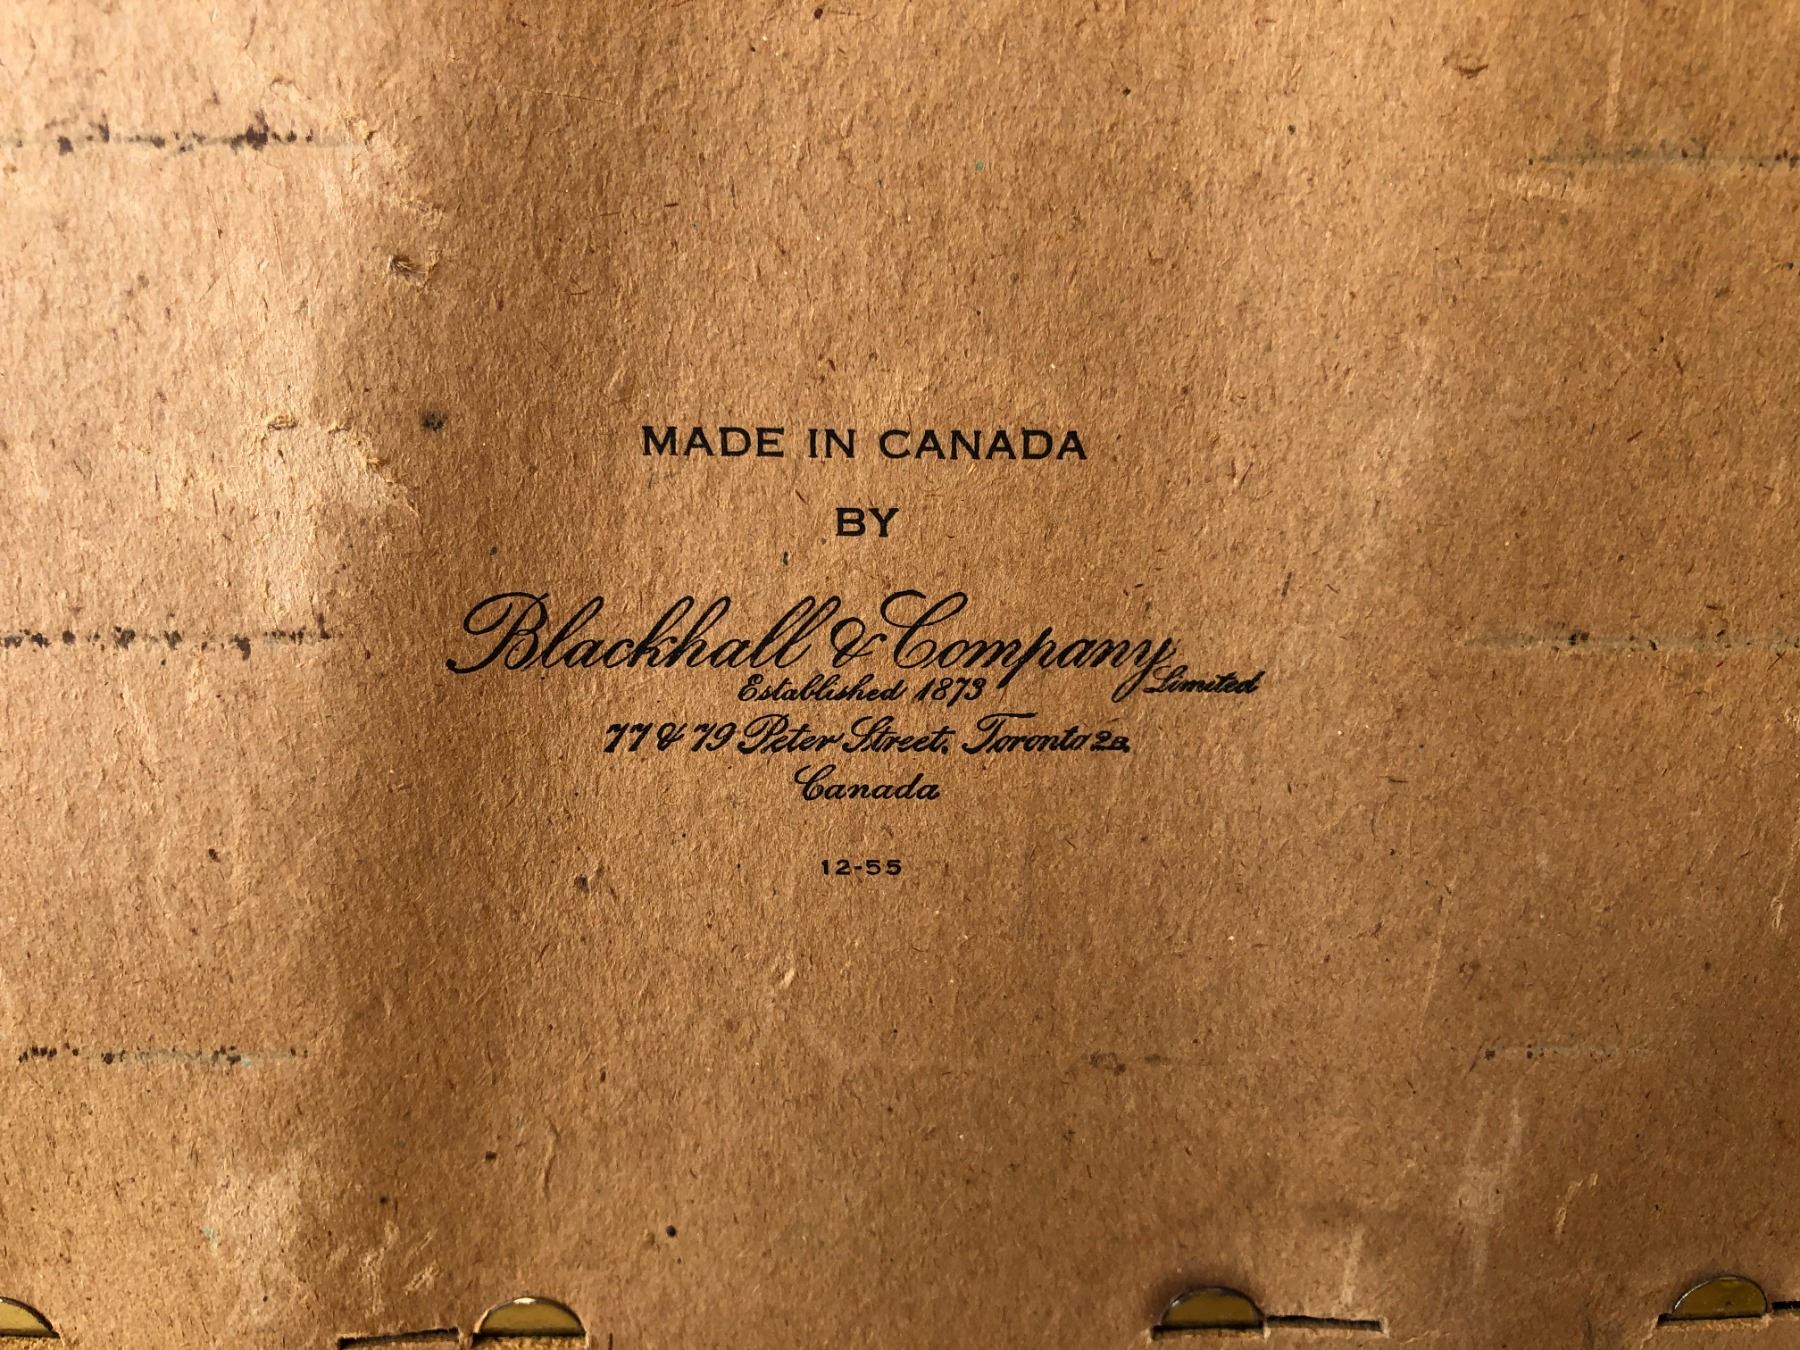 MADE IN CANADA
BY
Blackhall & Company Limited
Established 1873
77 & 79 Peter Street, Toronto 2B,
Canada
12-55